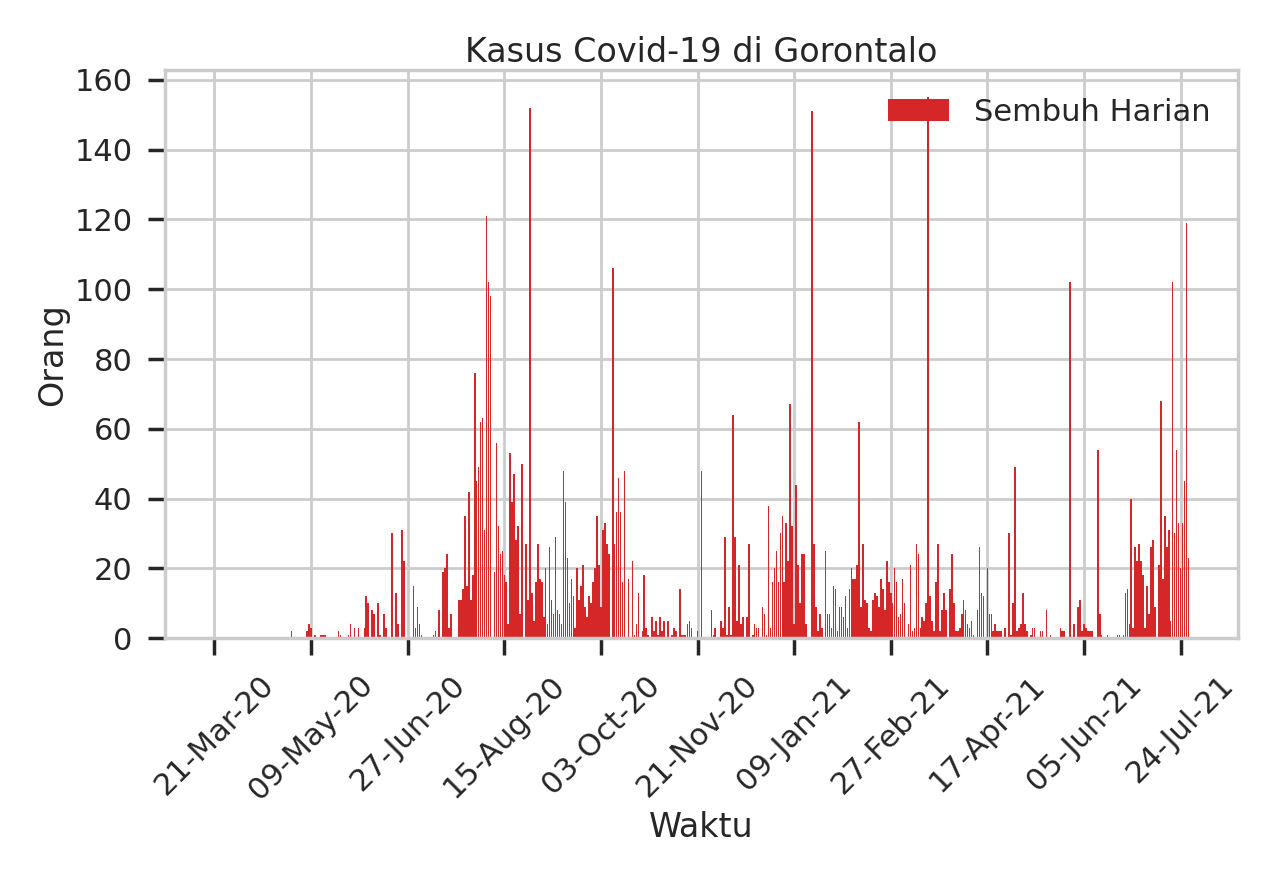 Kasus Covid-19 di Gorontalo
Sembuh Harian
Orang
160
140
120
100
80
60
40
20
0
21-Mar-20
09-May-20
27-Jun-20
15-Aug-20
03-Oct-20
21-Nov-20
09-Jan-21
27-Feb-21
17-Apr-21
05-Jun-21
24-Jul-21
Waktu